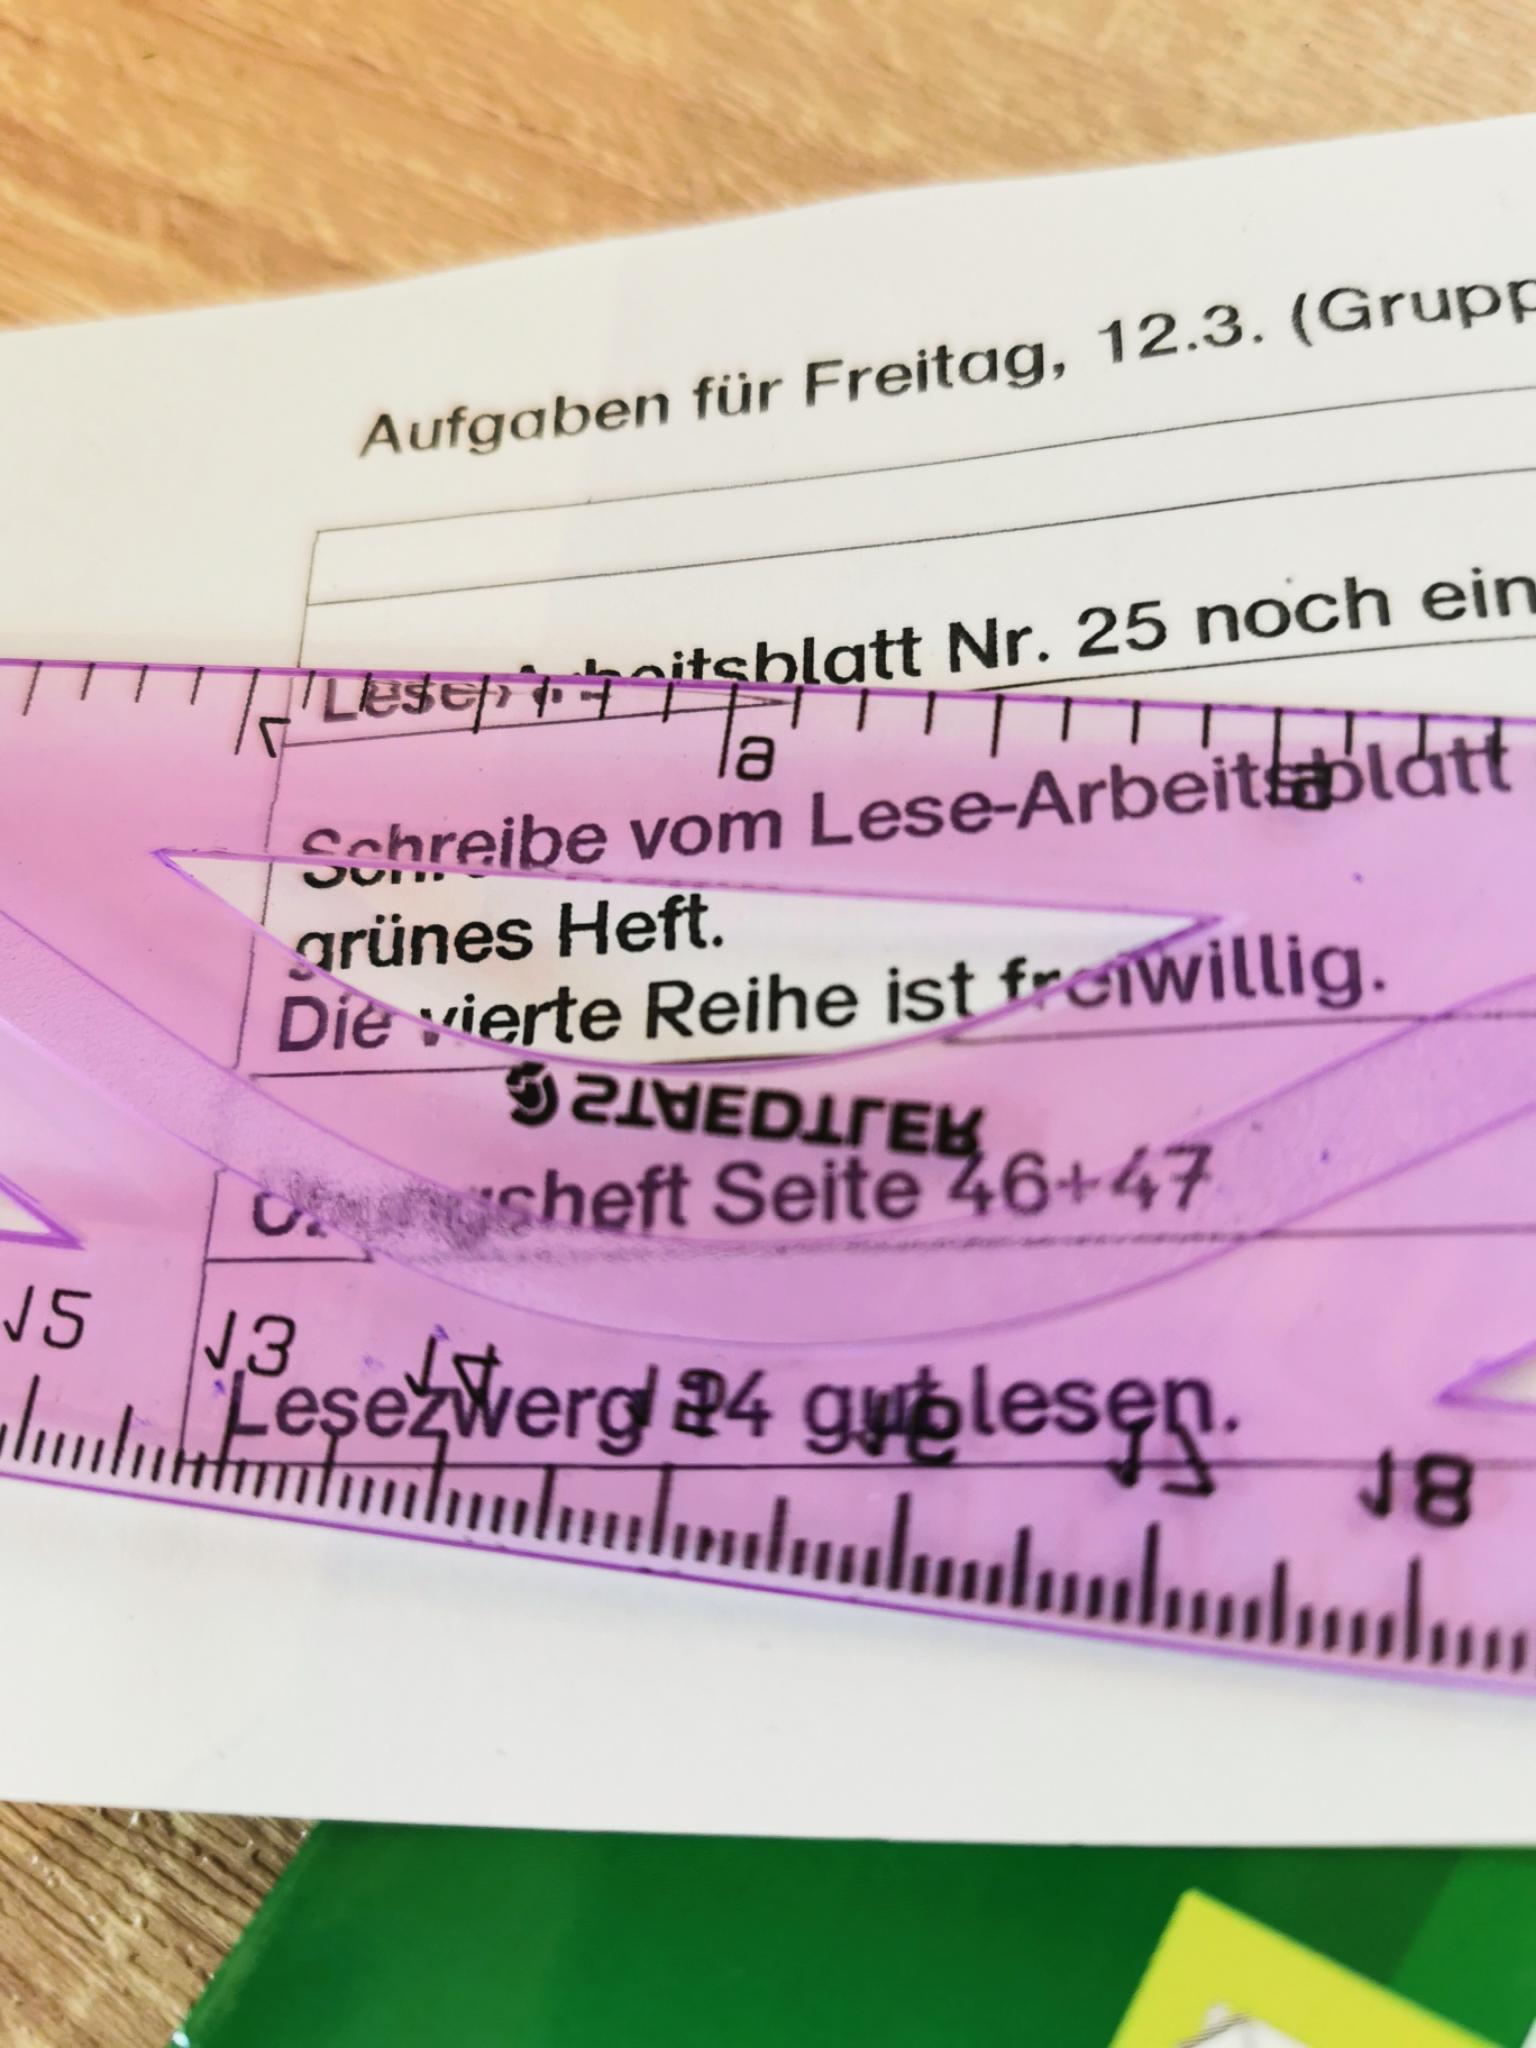 Aufgaben für Freitag, 12.3. (Grupp
Lese-Arbeitsblatt Nr. 25 noch ein
Schreibe vom Lese-Arbeitsblatt
grünes Heft.
Die vierte Reihe ist freiwillig.
STAEDTLER
Seite 46+47
Lesezwerg gut lesen.